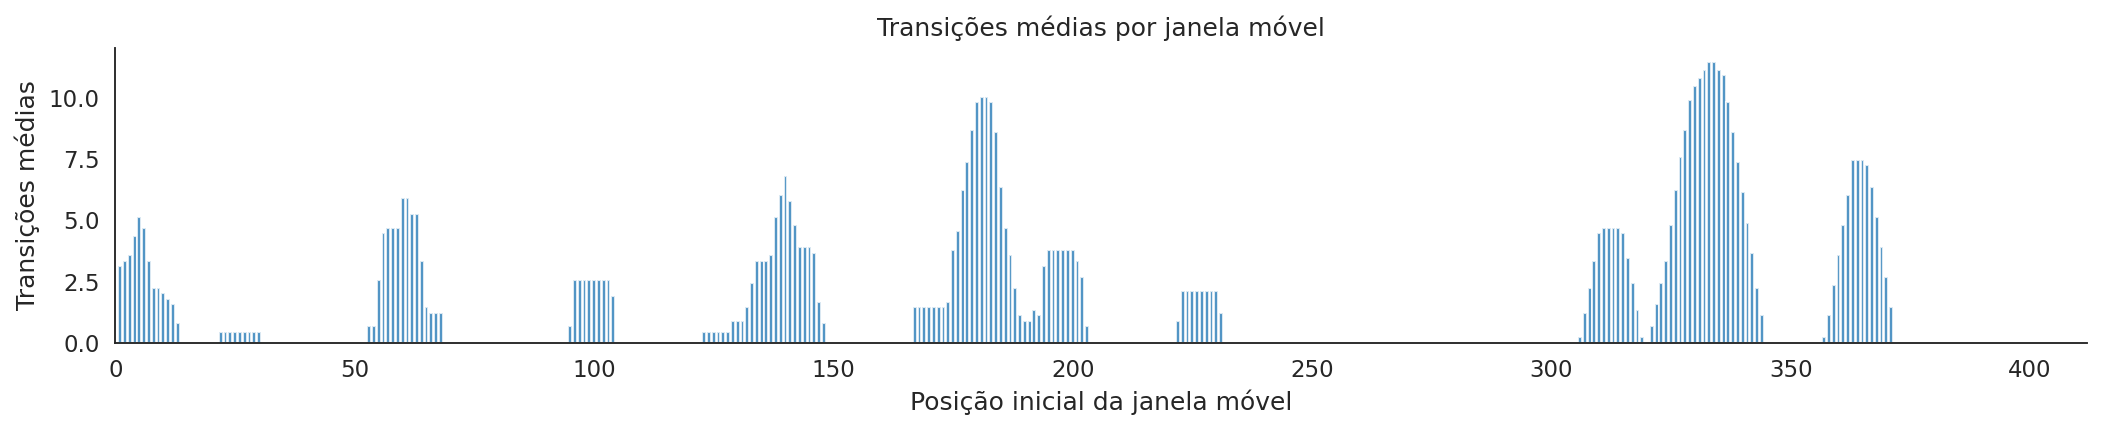 Transições médias por janela móvel
Transições médias
10.0
7.5
5.0
2.5
0.0
0 50 100 150 200 250 300 350 400
Posição inicial da janela móvel